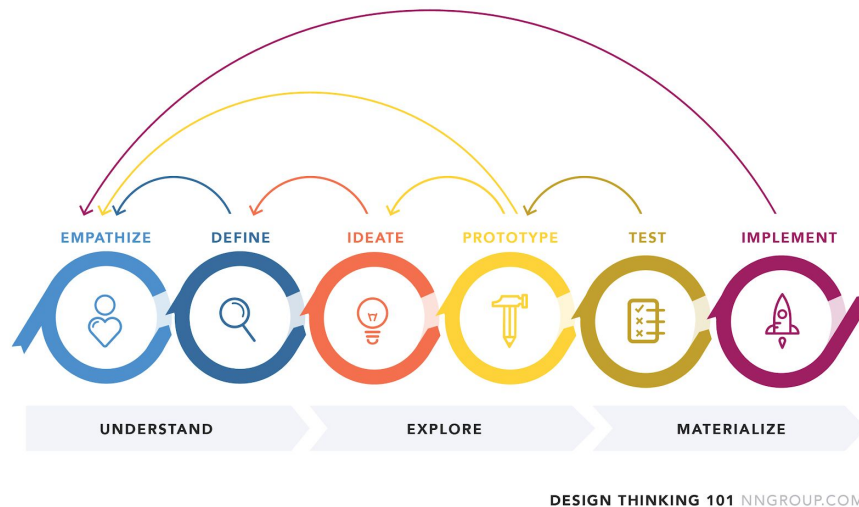 EMPATHIZE DEFINE IDEATE PROTOTYPE TEST IMPLEMENT
UNDERSTAND EXPLORE MATERIALIZE
DESIGN THINKING 101 NNGROUP.COM